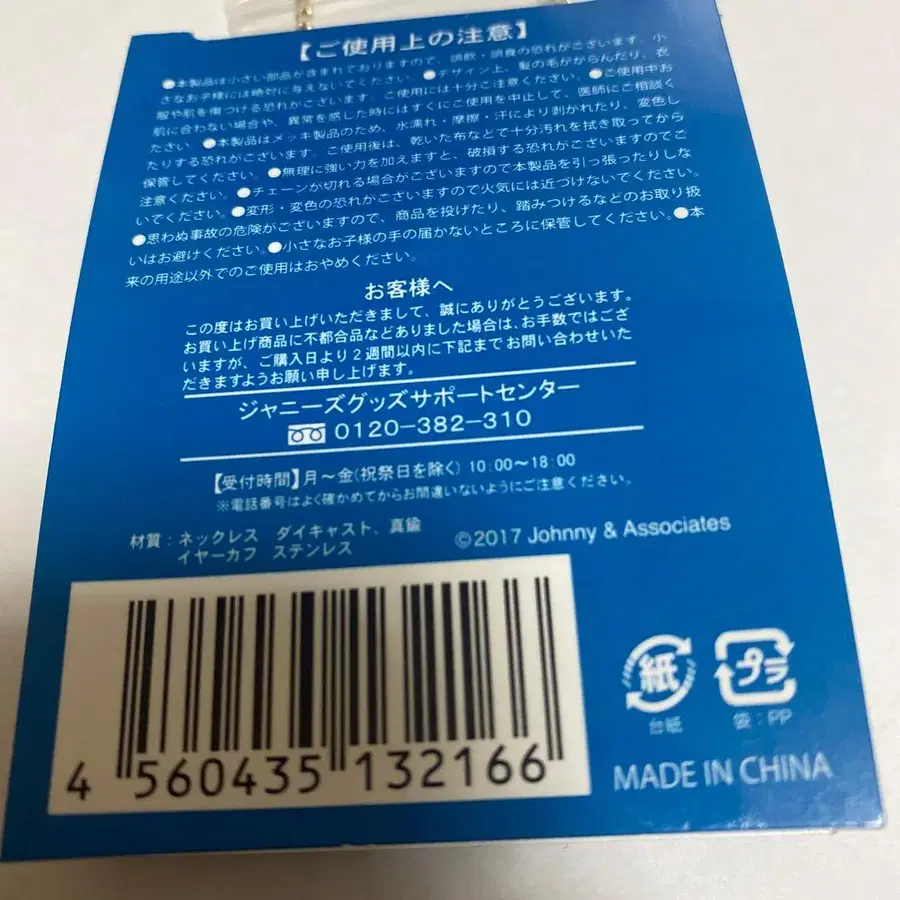 【ご使用上の注意】
●本製品は小さい部品が含まれておりますので、誤飲・誤食の恐れがございます。小
さなお子様には絶対に与えないでください。●デザイン上、髪の毛がからんだり、衣
服や肌を傷つける恐れがございます。ご使用には十分ご注意ください。●ご使用中お
肌に合わない場合や、異常を感じた時にはすぐにご使用を中止して、医師にご相談く
ださい ●本製品はメッキ製品のため、水濡れ・摩擦・汗により剥がれたり、変色し
たりする恐れがございます。ご使用後は、乾いた布などで十分汚れを拭き取ってから
保管してください。●無理に強い力を加えますと、破損する恐れがございますのでご
注意ください。●チェーンが切れる場合がございますので本製品を引っ張ったりしな
いでください。●変形・変色の恐れがございますので火気には近づけないでください。
●思わぬ事故の危険がございますので、商品を投げたり、踏みつけるなどのお取り扱
いはお避けください。●小さなお子様の手の届かないところに保管してください。●本
来の用途以外でのご使用はおやめください。
お客様へ
この度はお買い上げいただきまして、誠にありがとうございます。
お買い上げ商品に不都合品などありました場合は、お手数ではござ
いますが、ご購入日より2週間以内に下記までお問い合わせいた
だきますようお願い申し上げます。
ジャニーズグッズサポートセンター
0120-382-310
【受付時間】月〜金(祝祭日を除く) 10:00〜18:00
※電話番号はよく確かめてからお間違いないようにご注意ください。
材質：ネックレス ダイキャスト、真鍮
イヤーカフ ステンレス
©2017 Johnny & Associates
4 560435 132166
紙
プラ
台紙
袋：PP
MADE IN CHINA